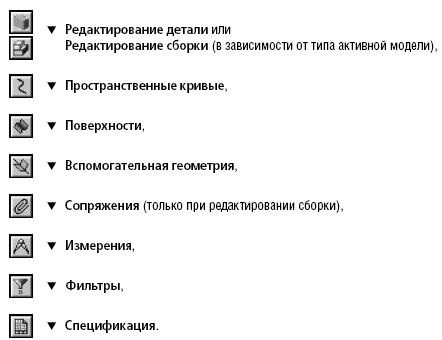 ▼ Редактирование детали или
Редактирование сборки (в зависимости от типа активной модели),
▼ Пространственные кривые,
▼ Поверхности,
▼ Вспомогательная геометрия,
▼ Сопряжения (только при редактировании сборки),
▼ Измерения,
▼ Фильтры,
▼ Спецификация.